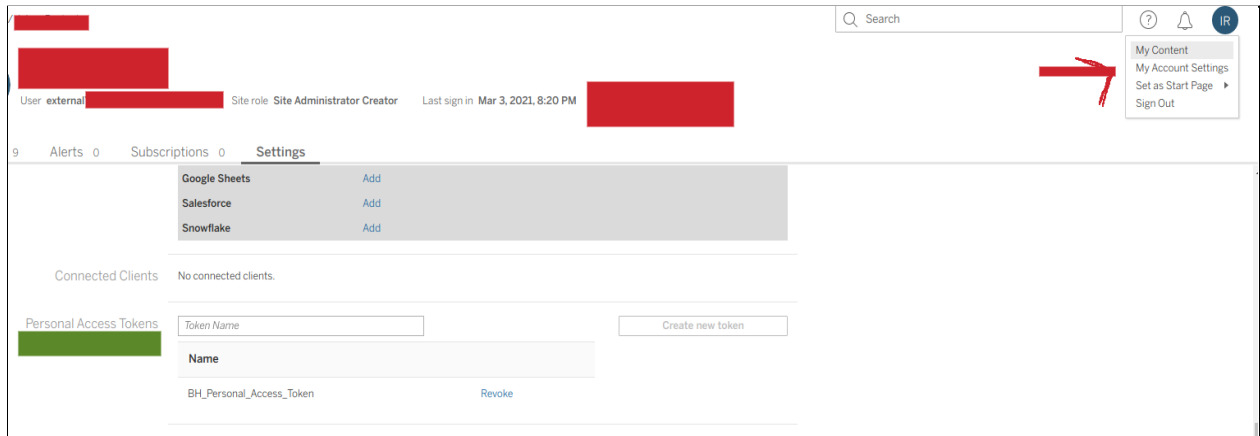 Search
IR
My Content
My Account Settings
Set as Start Page
Sign Out
User external Site role Site Administrator Creator Last sign in Mar 3, 2021, 8:20 PM
9 Alerts 0 Subscriptions 0 Settings
Google Sheets Add
Salesforce Add
Snowflake Add
Connected Clients No connected clients.
Personal Access Tokens Token Name Create new token
Name
BH_Personal_Access_Token Revoke